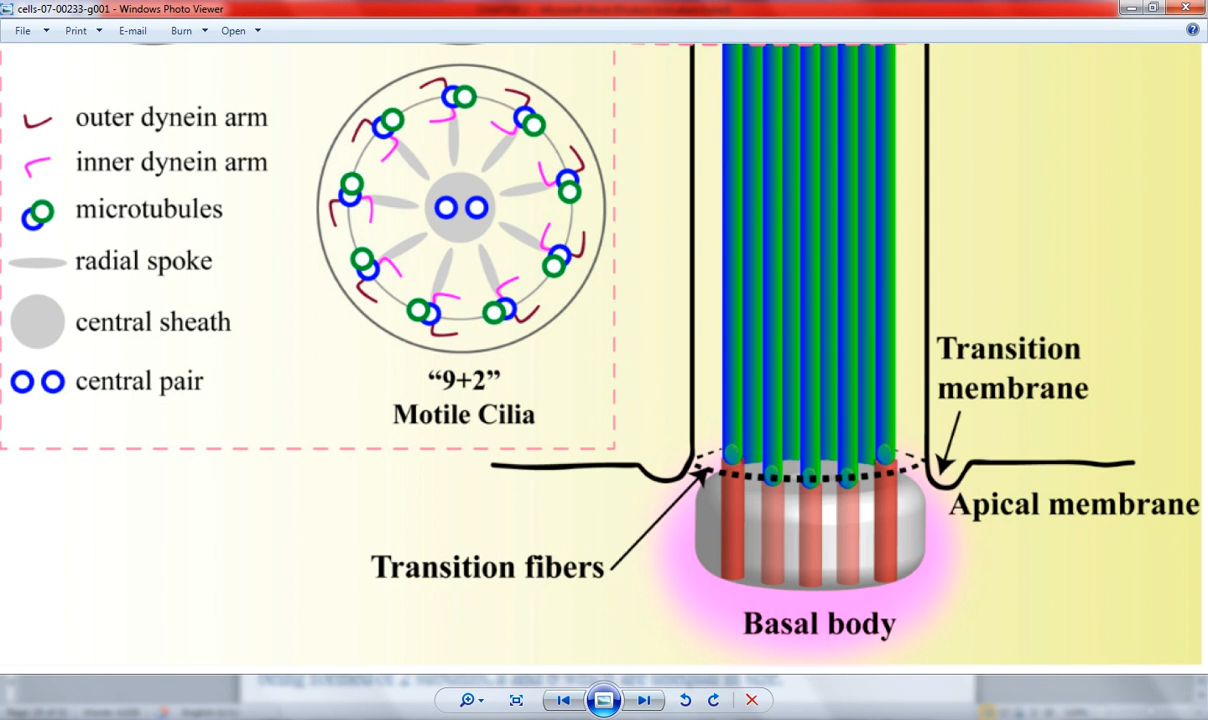 cells-07-00233-g001 - Windows Photo Viewer
File Print E-mail Burn Open
outer dynein arm
inner dynein arm
microtubules
radial spoke
central sheath
central pair
“9+2”
Motile Cilia
Transition
membrane
Apical membrane
Transition fibers
Basal body